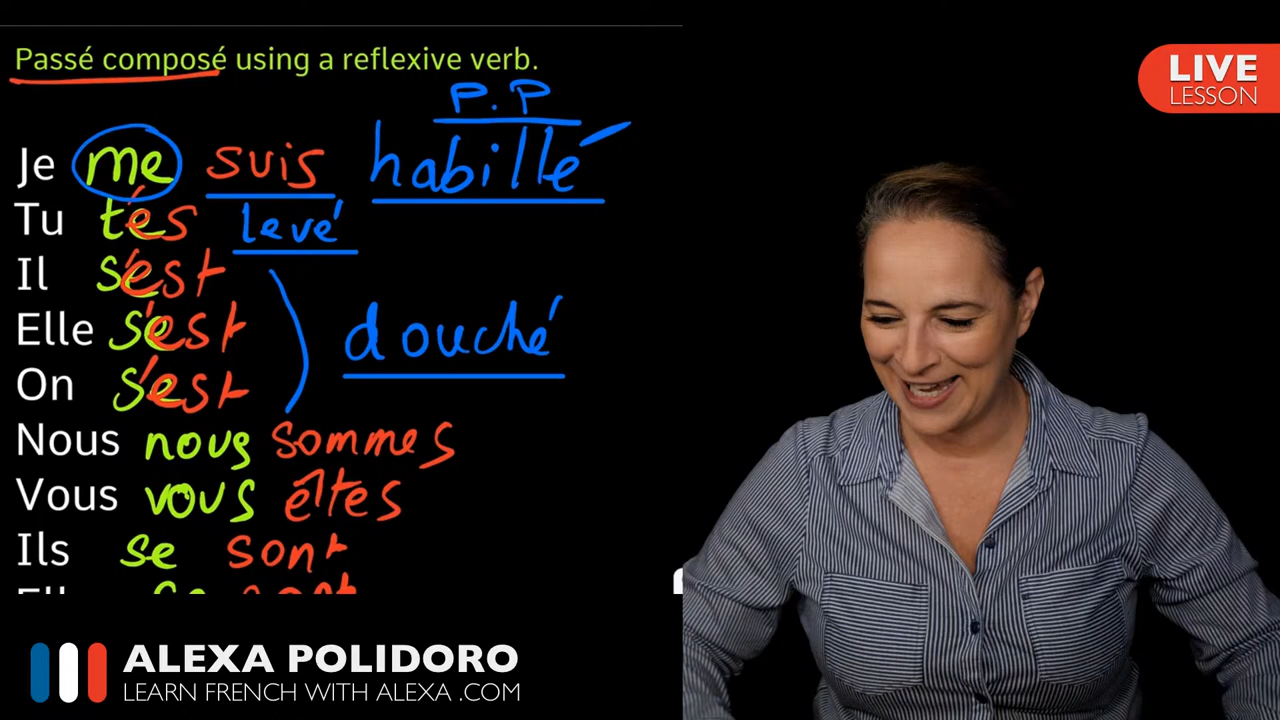 Passé composé using a reflexive verb.
P.P
Je me suis habillé
Tu t'es levé
Il s'est
Elle s'est douché
On s'est
Nous nous sommes
Vous vous êtes
Ils se sont
LIVE
LESSON
ALEXA POLIDORO
LEARN FRENCH WITH ALEXA .COM